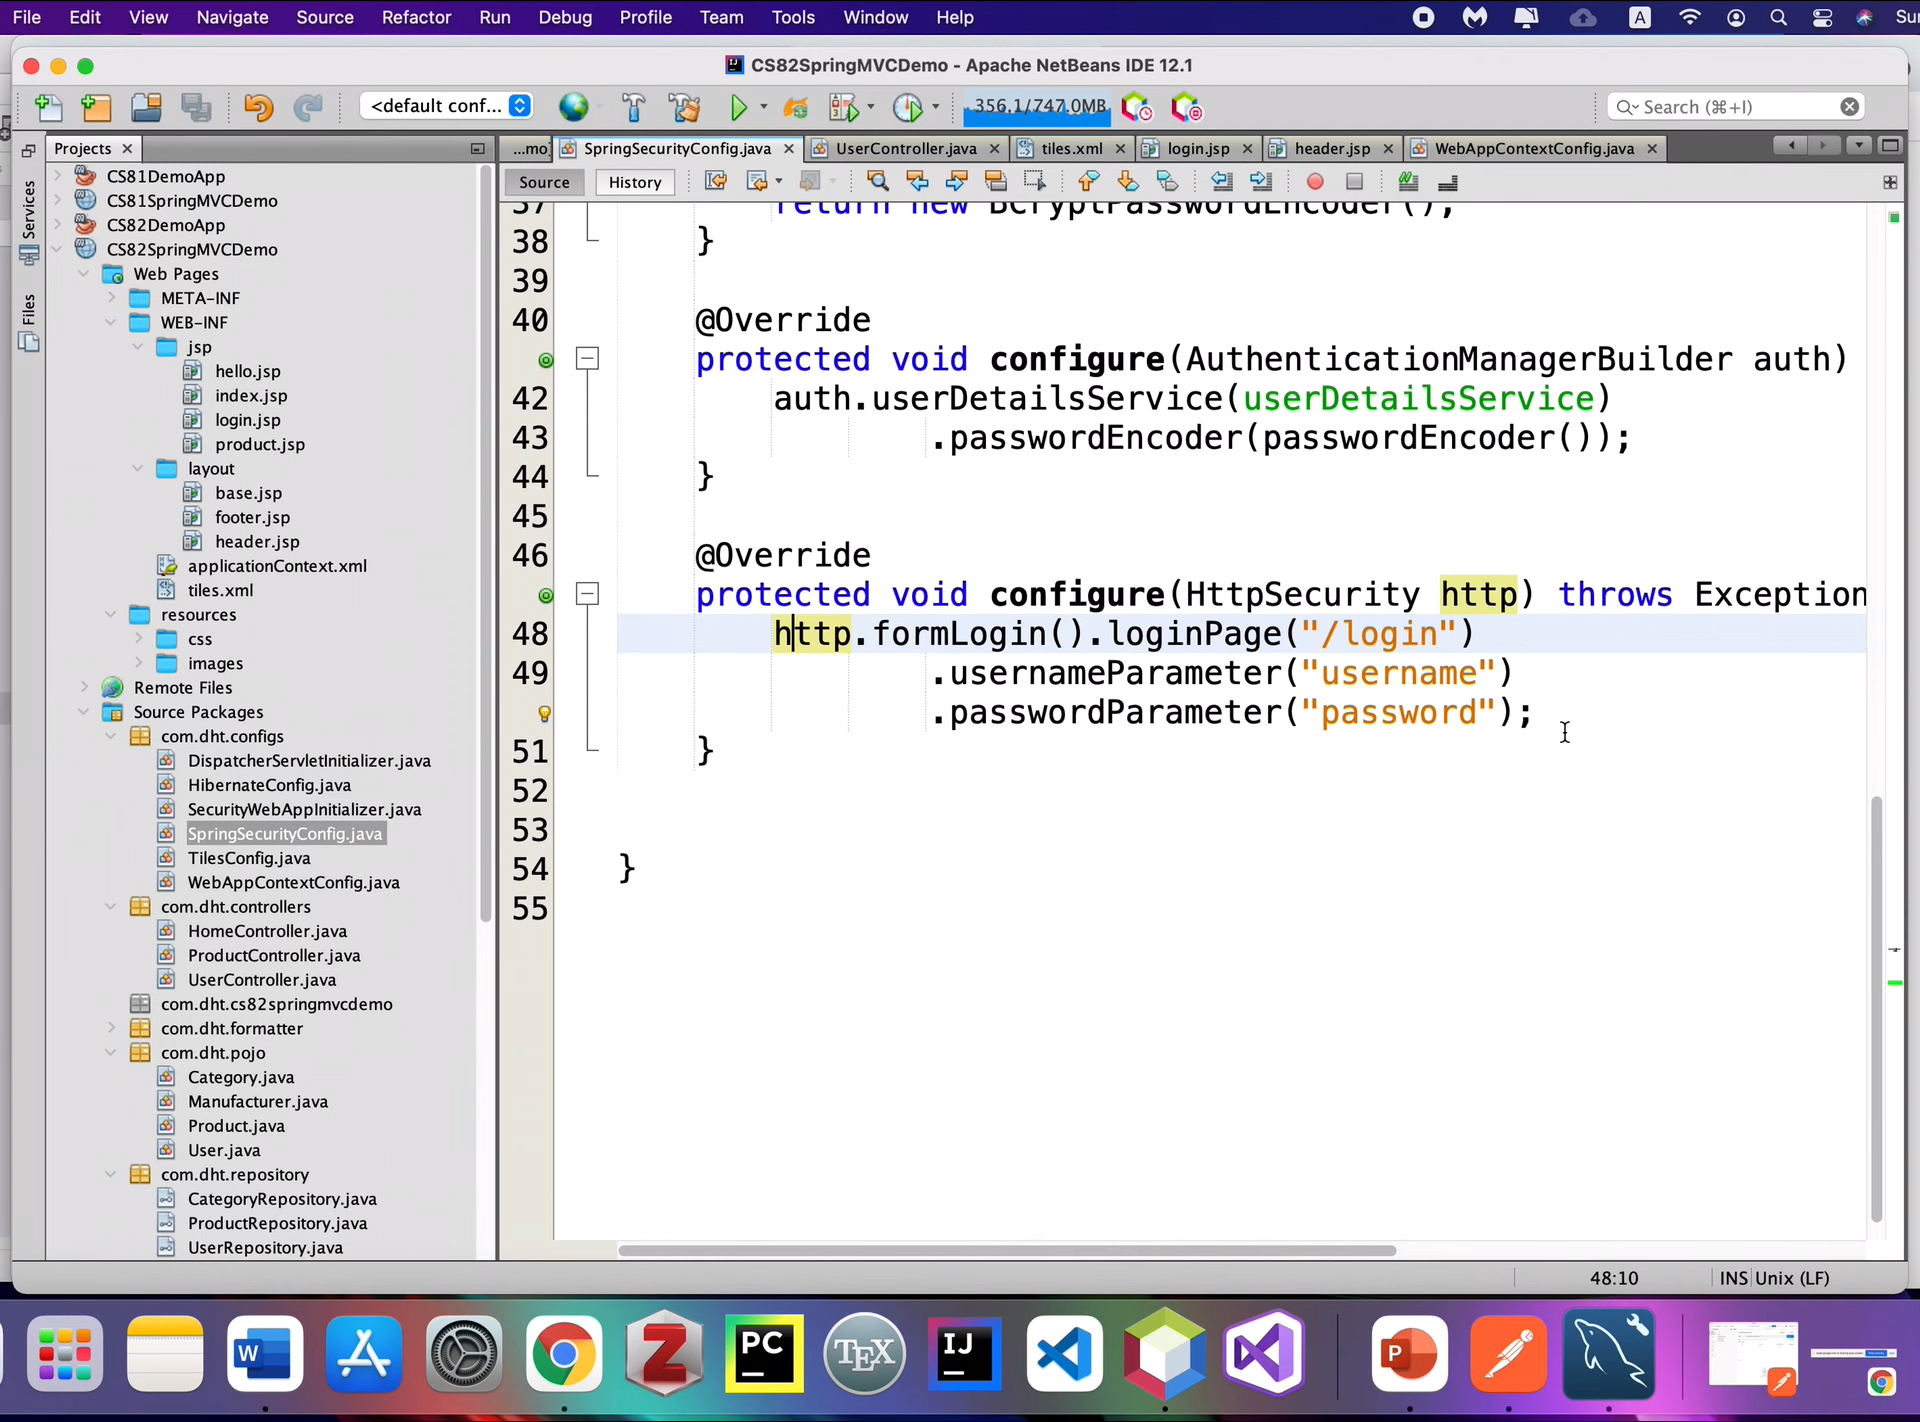 File Edit View Navigate Source Refactor Run Debug Profile Team Tools Window Help A Su
CS82SpringMVCDemo - Apache NetBeans IDE 12.1
<default conf... 356.1/747.0MB Search (⌘+I)
Projects
...mo] SpringSecurityConfig.java UserController.java tiles.xml login.jsp header.jsp WebAppContextConfig.java
Source History
Services
Files
CS81DemoApp
CS81SpringMVCDemo
CS82DemoApp
CS82SpringMVCDemo
Web Pages
META-INF
WEB-INF
jsp
hello.jsp
index.jsp
login.jsp
product.jsp
layout
base.jsp
footer.jsp
header.jsp
applicationContext.xml
tiles.xml
resources
css
images
Remote Files
Source Packages
com.dht.configs
DispatcherServletInitializer.java
HibernateConfig.java
SecurityWebAppInitializer.java
SpringSecurityConfig.java
TilesConfig.java
WebAppContextConfig.java
com.dht.controllers
HomeController.java
ProductController.java
UserController.java
com.dht.cs82springmvcdemo
com.dht.formatter
com.dht.pojo
Category.java
Manufacturer.java
Product.java
User.java
com.dht.repository
CategoryRepository.java
ProductRepository.java
UserRepository.java
37 return new BCryptPasswordEncoder();
38 }
39
40 @Override
protected void configure(AuthenticationManagerBuilder auth)
42 auth.userDetailsService(userDetailsService)
43 .passwordEncoder(passwordEncoder());
44 }
45
46 @Override
protected void configure(HttpSecurity http) throws Exception
48 http.formLogin().loginPage("/login")
49 .usernameParameter("username")
.passwordParameter("password");
51 }
52
53
54 }
55
48:10 INS Unix (LF)
W Z PC TEX IJ P